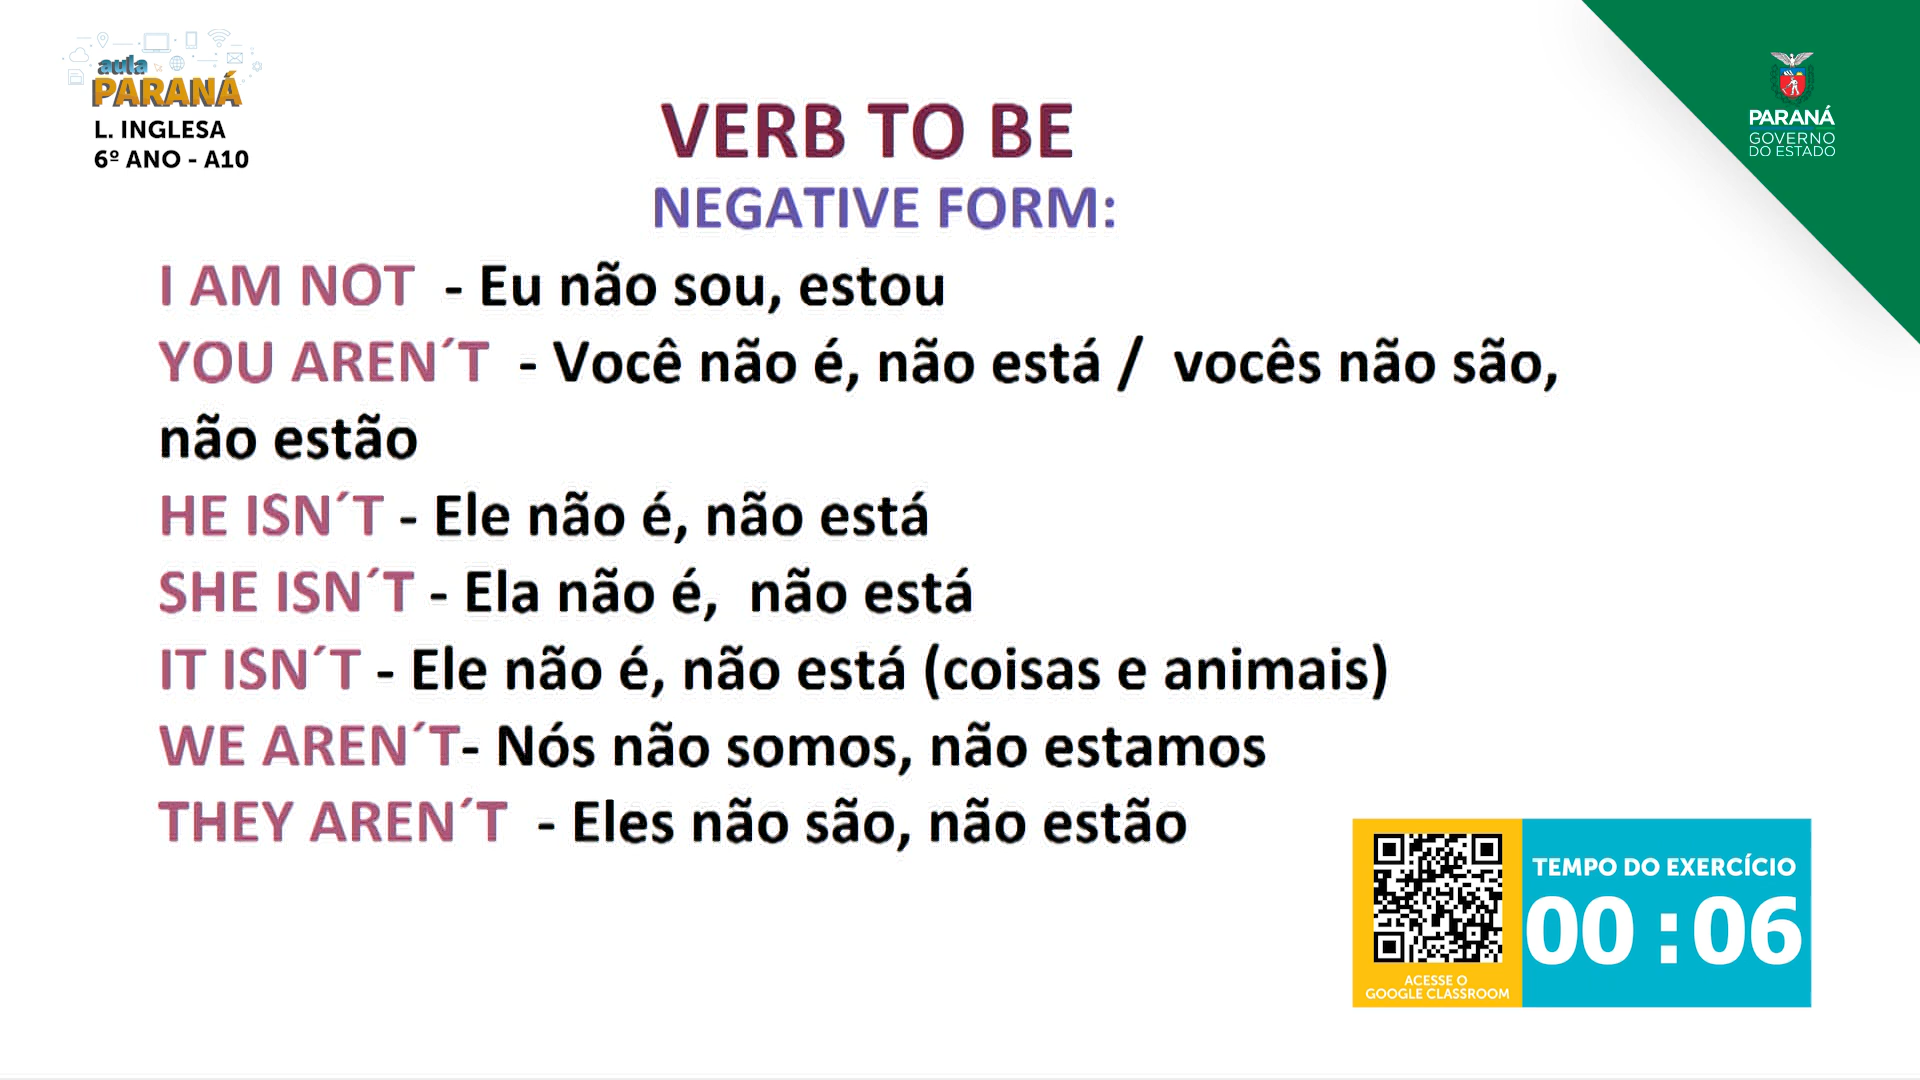 aula
PARANÁ
L. INGLESA
6º ANO - A10
PARANÁ
GOVERNO
DO ESTADO
VERB TO BE
NEGATIVE FORM:
I AM NOT - Eu não sou, estou
YOU AREN´T - Você não é, não está / vocês não são,
não estão
HE ISN´T - Ele não é, não está
SHE ISN´T - Ela não é, não está
IT ISN´T - Ele não é, não está (coisas e animais)
WE AREN´T- Nós não somos, não estamos
THEY AREN´T - Eles não são, não estão
ACESSE O
GOOGLE CLASSROOM
TEMPO DO EXERCÍCIO
00 :06